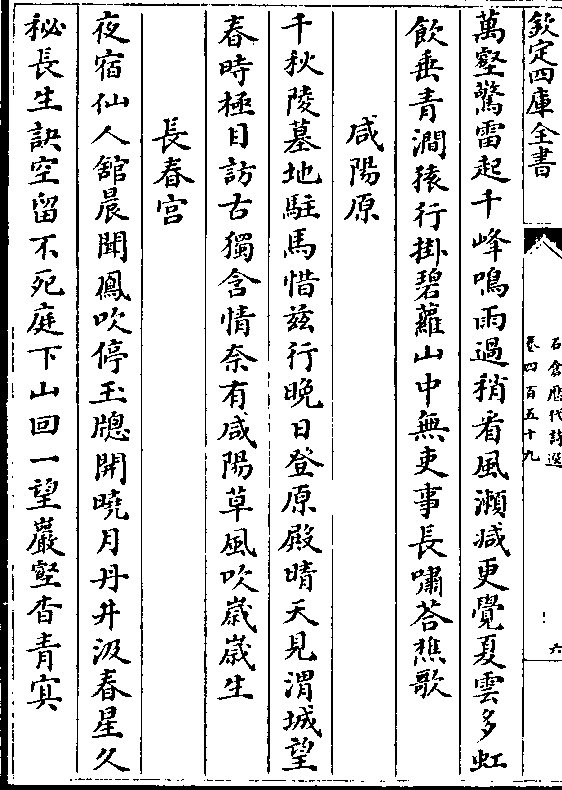 欽定四庫全書
石倉歷代詩選
卷四百五十九
六
萬壑驚雷起千峰鳴雨過稍看風瀬减更覺夏雲多虹
飲垂青澗猿行掛碧蘿山中無吏事長嘯荅樵歌
咸陽原
千秋陵墓地駐馬惜兹行晚日登原殿晴天見渭城望
春時極目訪古獨含情奈有咸陽草風吹嵗嵗生
長春宫
夜宿仙人舘晨聞鳳吹停玉牕開曉月丹井汲春星久
秘長生訣空留不死庭下山回一望巖壑杳青㝠